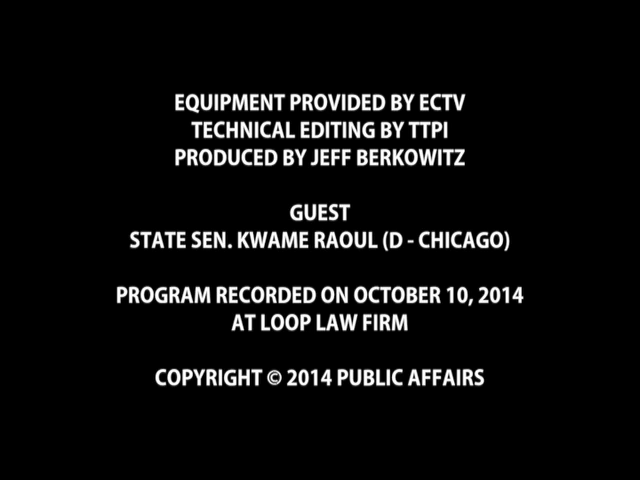 EQUIPMENT PROVIDED BY ECTV
TECHNICAL EDITING BY TTPI
PRODUCED BY JEFF BERKOWITZ
GUEST
STATE SEN. KWAME RAOUL (D - CHICAGO)
PROGRAM RECORDED ON OCTOBER 10, 2014
AT LOOP LAW FIRM
COPYRIGHT © 2014 PUBLIC AFFAIRS